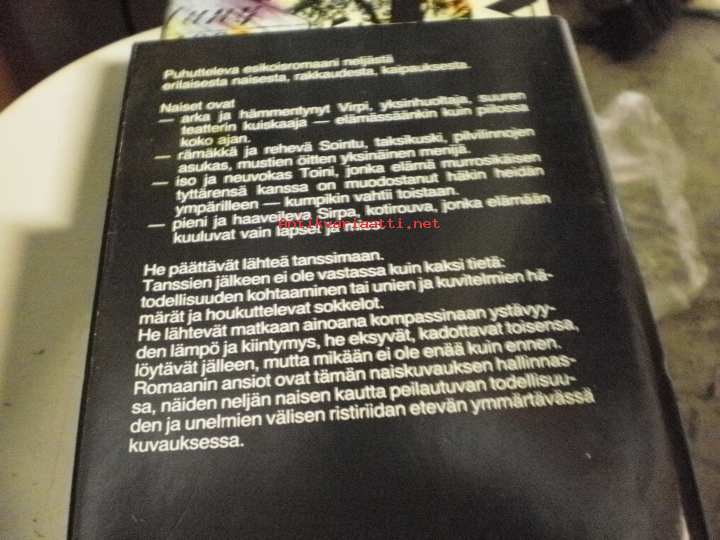 Puhutteleva esikoisromaani neljästä
erilaisesta naisesta, rakkaudesta, kaipauksesta.
Naiset ovat
— arka ja hämmentynyt Virpi, yksinhuoltaja, suuren
teatterin kuiskaaja — elämässäänkin kuin piilossa
koko ajan.
— rämäkkä ja rehevä Sointu, taksikuski, pilvilinnojen
asukas, mustien öitten yksinäinen menijä.
— iso ja neuvokas Toini, jonka elämä murrosikäisen
tyttärensä kanssa on muodostanut häkin heidän
ympärilleen — kumpikin vahtii toistaan.
— pieni ja haaveileva Sirpa, kotirouva, jonka elämään
kuuluvat vain lapset ja
antikvariaatti.net
He päättävät lähteä tanssimaan.
Tanssien jälkeen ei ole vastassa kuin kaksi tietä:
todellisuuden kohtaaminen tai unien ja kuvitelmien hä-
märät ja houkuttelevat sokkelot.
He lähtevät matkaan ainoana kompassinaan ystävyy-
den lämpö ja kiintymys, he eksyvät, kadottavat toisensa,
löytävät jälleen, mutta mikään ei ole enää kuin ennen.
Romaanin ansiot ovat tämän naiskuvauksen hallinnas-
sa, näiden neljän naisen kautta peilautuvan todellisuu-
den ja unelmien välisen ristiriidan etevän ymmärtävässä
kuvauksessa.